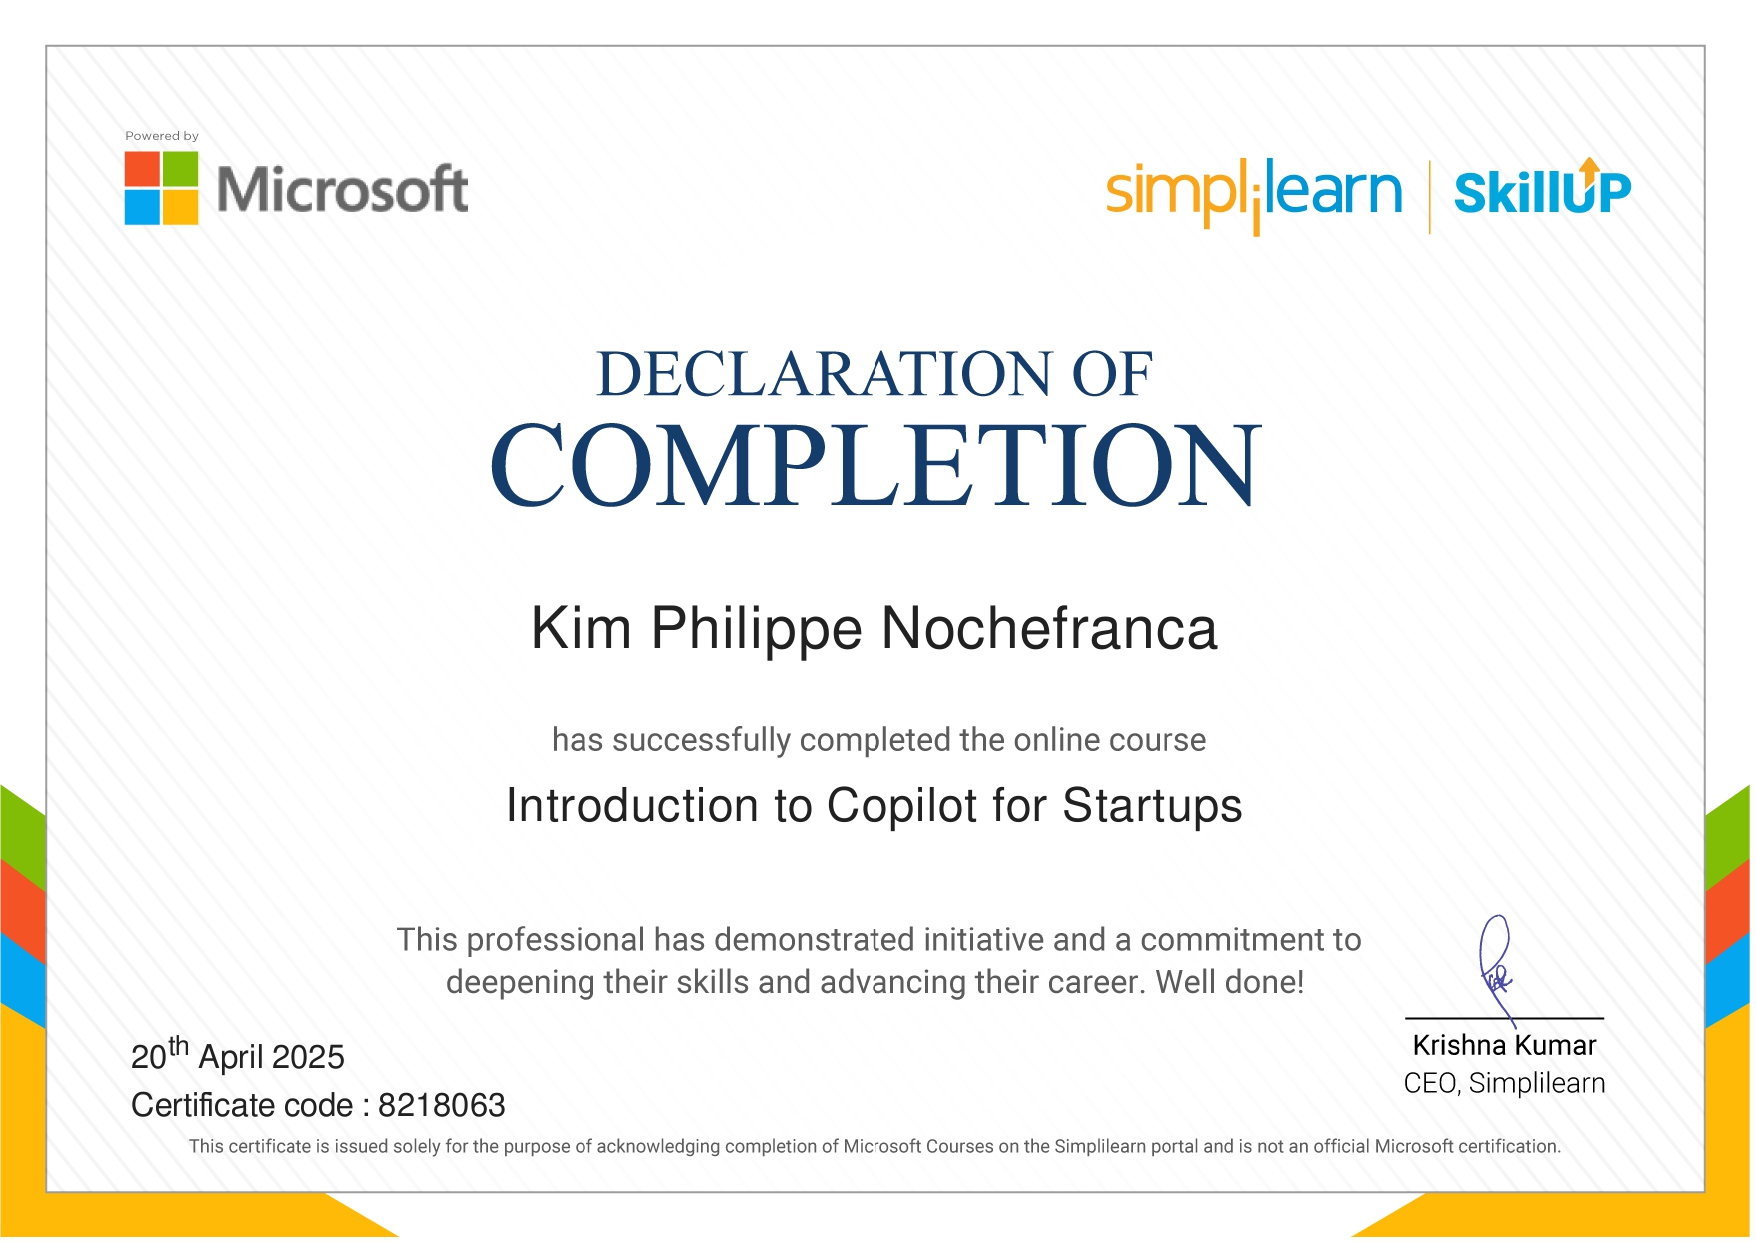 Powered by
Microsoft
simplilearn | SkillUP
DECLARATION OF
COMPLETION
Kim Philippe Nochefranca
has successfully completed the online course
Introduction to Copilot for Startups
This professional has demonstrated initiative and a commitment to
deepening their skills and advancing their career. Well done!
20th April 2025
Certificate code : 8218063
Krishna Kumar
CEO, Simplilearn
This certificate is issued solely for the purpose of acknowledging completion of Microsoft Courses on the Simplilearn portal and is not an official Microsoft certification.